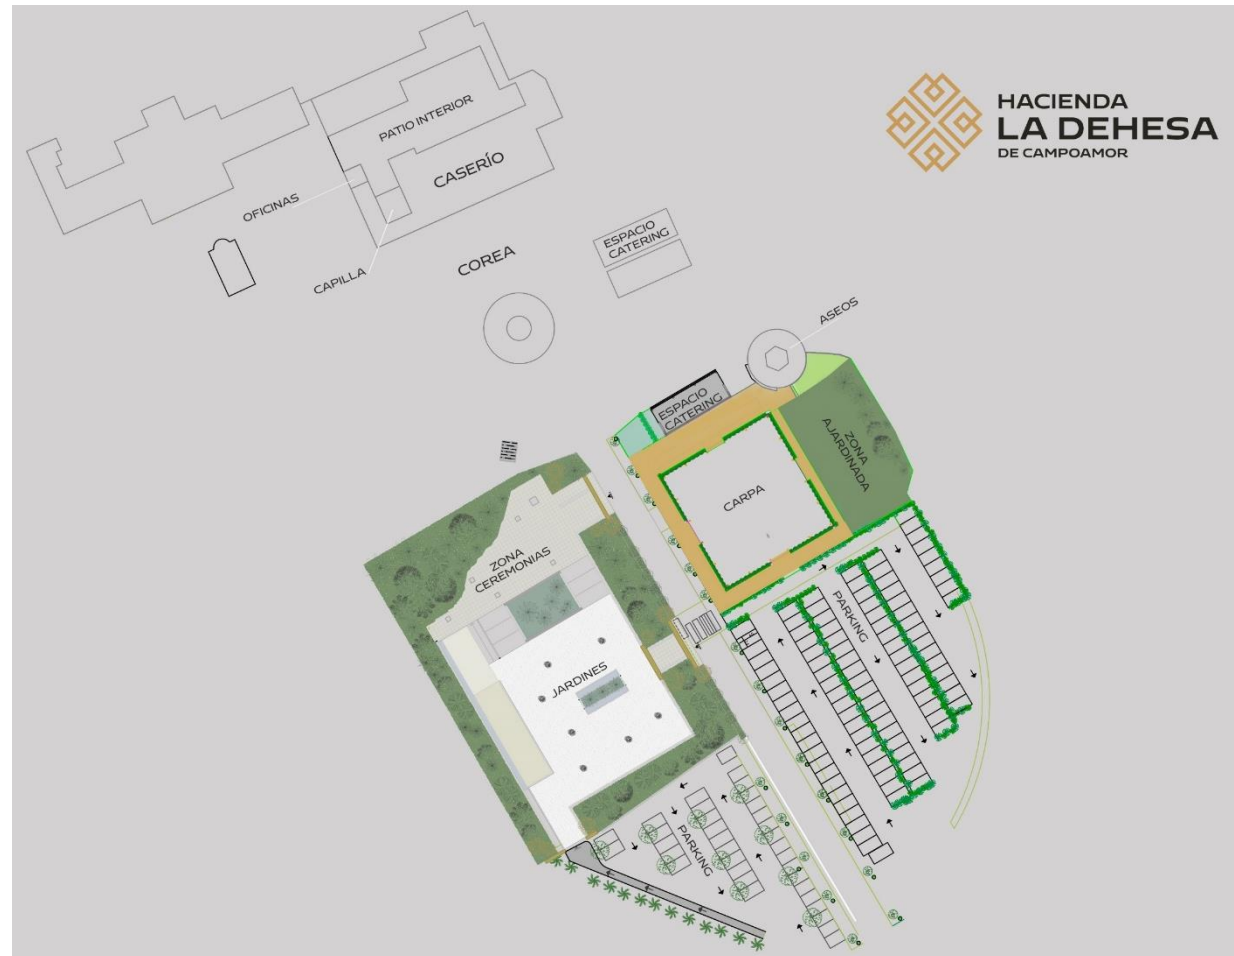 HACIENDA
LA DEHESA
DE CAMPOAMOR
PATIO INTERIOR
CASERÍO
OFICINAS
CAPILLA
COREA
ESPACIO
CATERING
ASEOS
ESPACIO
CATERING
ZONA
AJARDINADA
CARPA
ZONA
CEREMONIAS
JARDINES
PARKING
PARKING